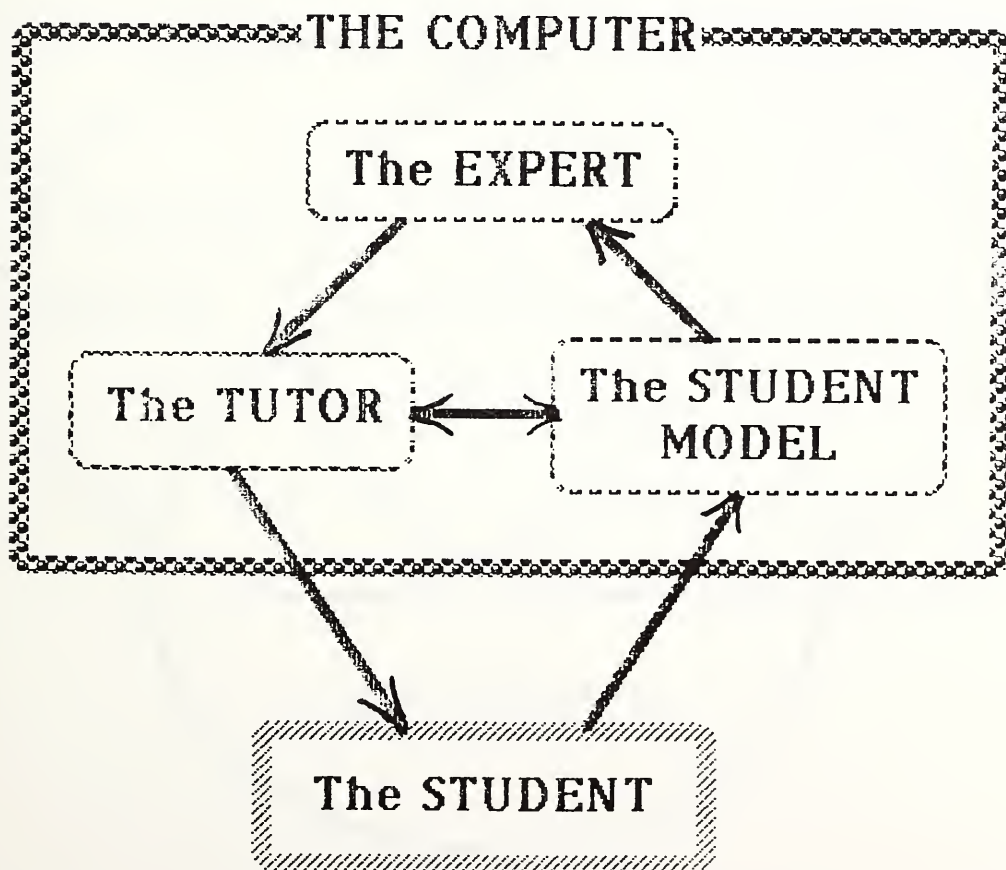 THE COMPUTER
The EXPERT
The TUTOR
The STUDENT
MODEL
The STUDENT